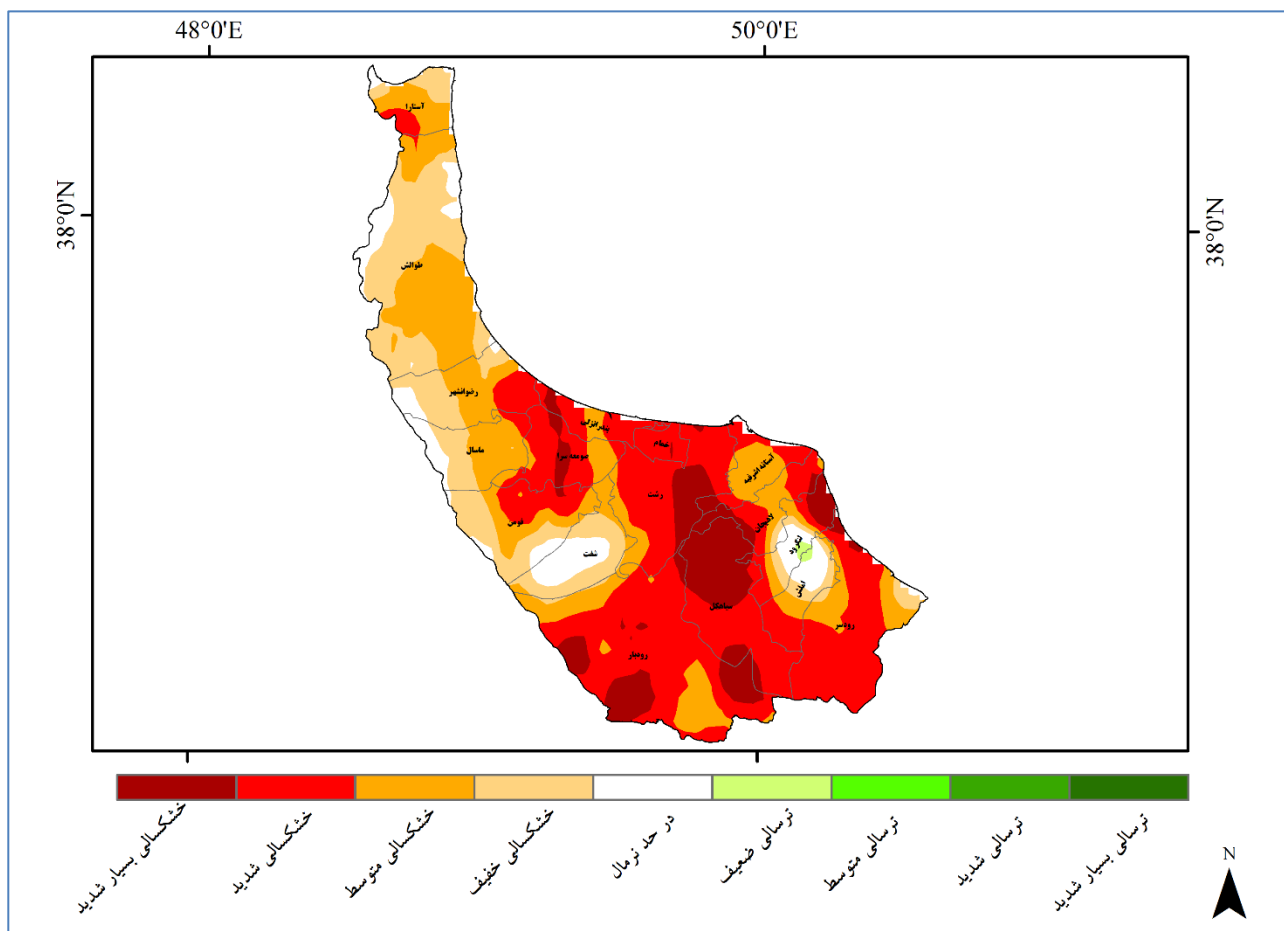 48°0'E
50°0'E
38°0'N
38°0'N
آستارا
طوالش
رضوانشهر
ماسال
بندرانزلی
صومعه سرا
خمام
رشت
آستانه اشرفیه
لاهیجان
لنگرود
املش
فومن
شفت
سیاهکل
رودسر
رودبار
خشکسالی بسیار شدید
خشکسالی شدید
خشکسالی متوسط
خشکسالی خفیف
در حد نرمال
ترسالی ضعیف
ترسالی متوسط
ترسالی شدید
ترسالی بسیار شدید
N